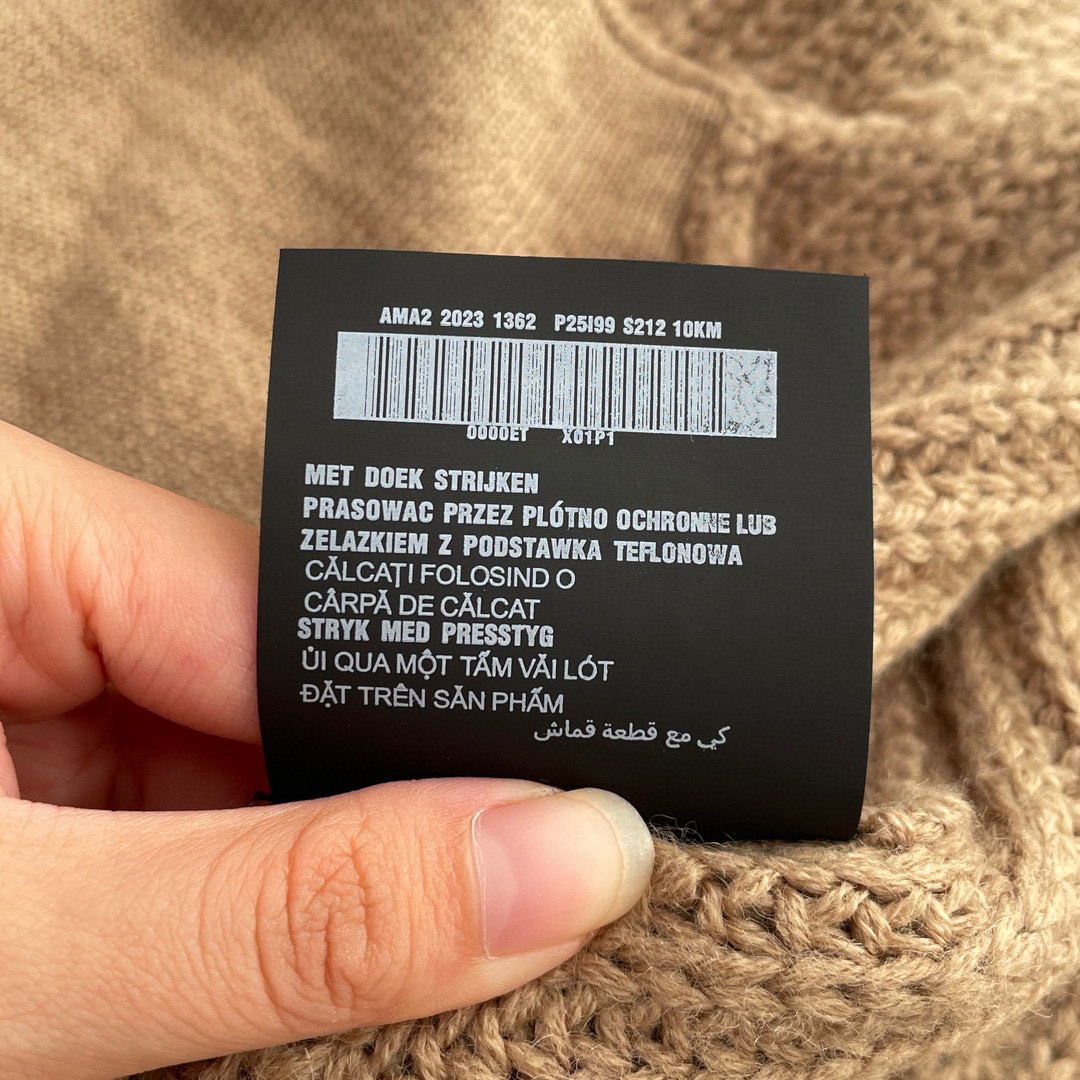 AMA2 2023 1362 P25I99 S212 10KM
0000ET X01P1
MET DOEK STRIJKEN
PRASOWAC PRZEZ PLÓTNO OCHRONNE LUB
ZELAZKIEM Z PODSTAWKA TEFLONOWA
CĂLCAȚI FOLOSIND O
CÂRPĂ DE CĂLCAT
STRYK MED PRESSTYG
ỦI QUA MỘT TẤM VẢI LÓT
ĐẶT TRÊN SẢN PHẨM
كي مع قطعة قماش